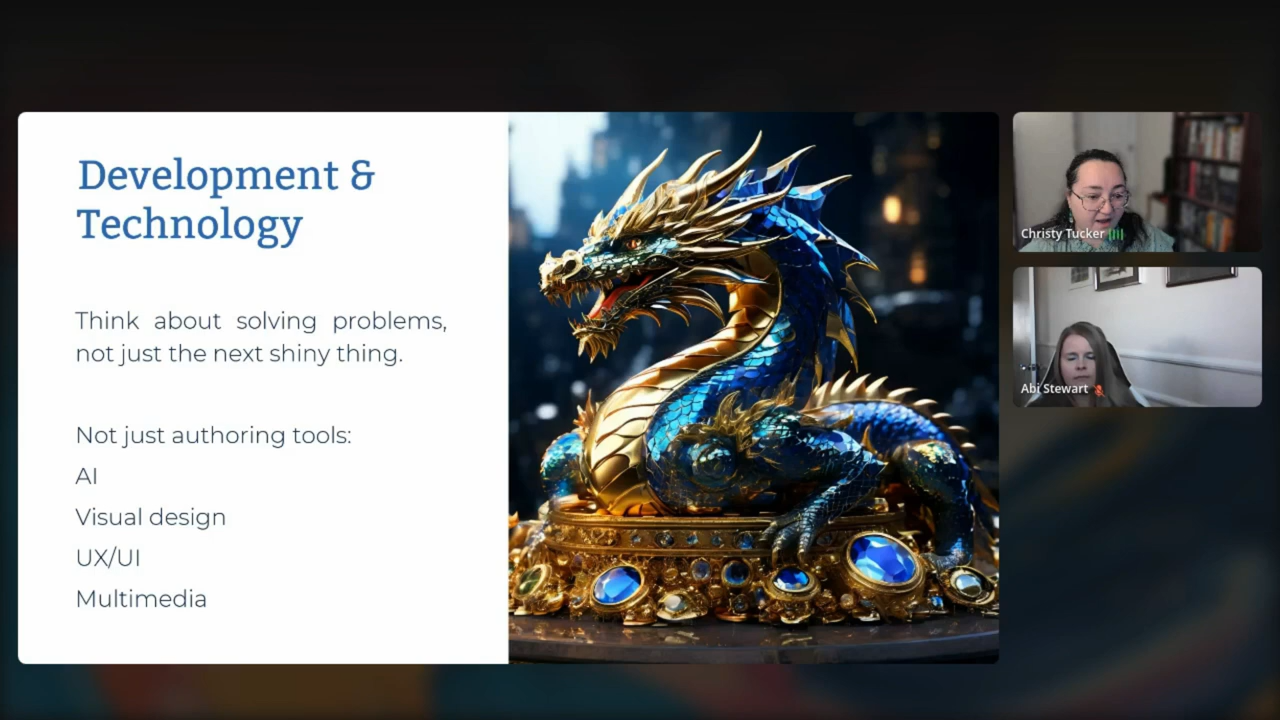 Development &
Technology
Think about solving problems,
not just the next shiny thing.
Not just authoring tools:
AI
Visual design
UX/UI
Multimedia
Christy Tucker
Abi Stewart